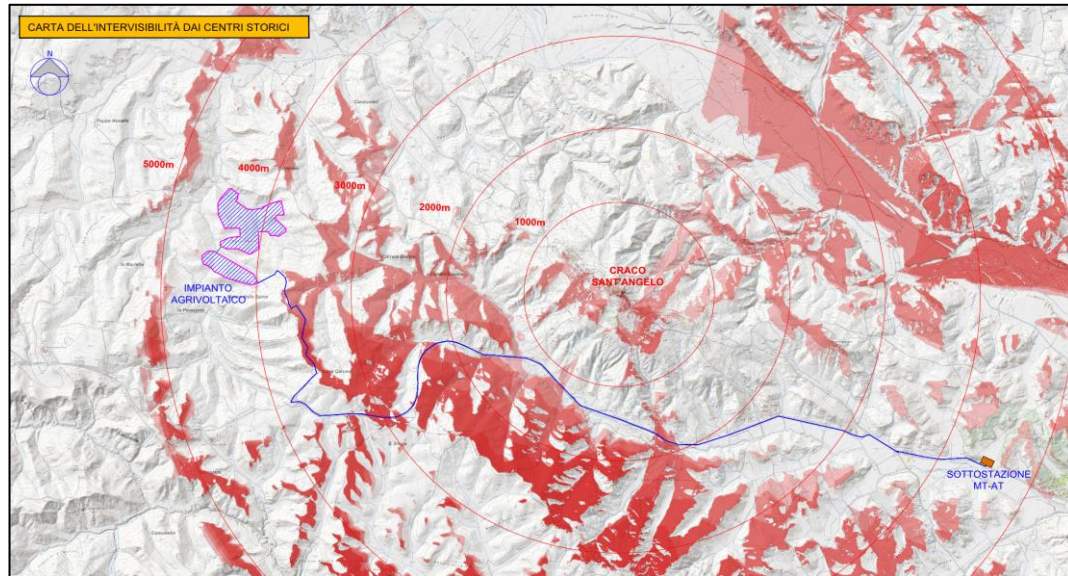 CARTA DELL'INTERVISIBILITÀ DAI CENTRI STORICI
N
5000m
4000m
3000m
2000m
1000m
CRACO
SANT'ANGELO
IMPIANTO
AGRIVOLTAICO
SOTTOSTAZIONE
MT-AT